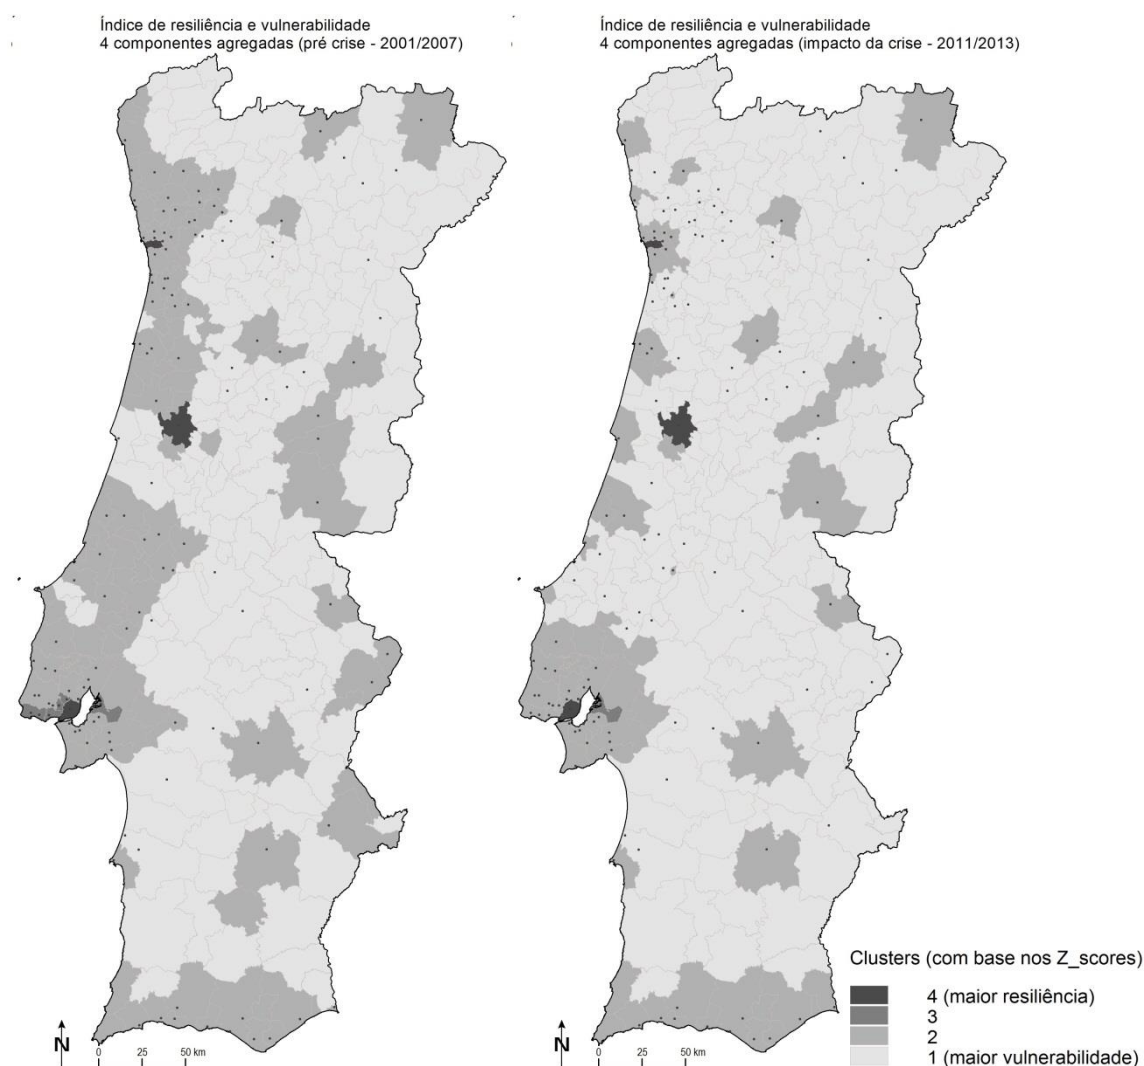 Índice de resiliência e vulnerabilidade
4 componentes agregadas (pré crise - 2001/2007)
Índice de resiliência e vulnerabilidade
4 componentes agregadas (impacto da crise - 2011/2013)
Clusters (com base nos Z_scores)
4 (maior resiliência)
3
2
1 (maior vulnerabilidade)
N
0 25 50 km
N
0 25 50 km